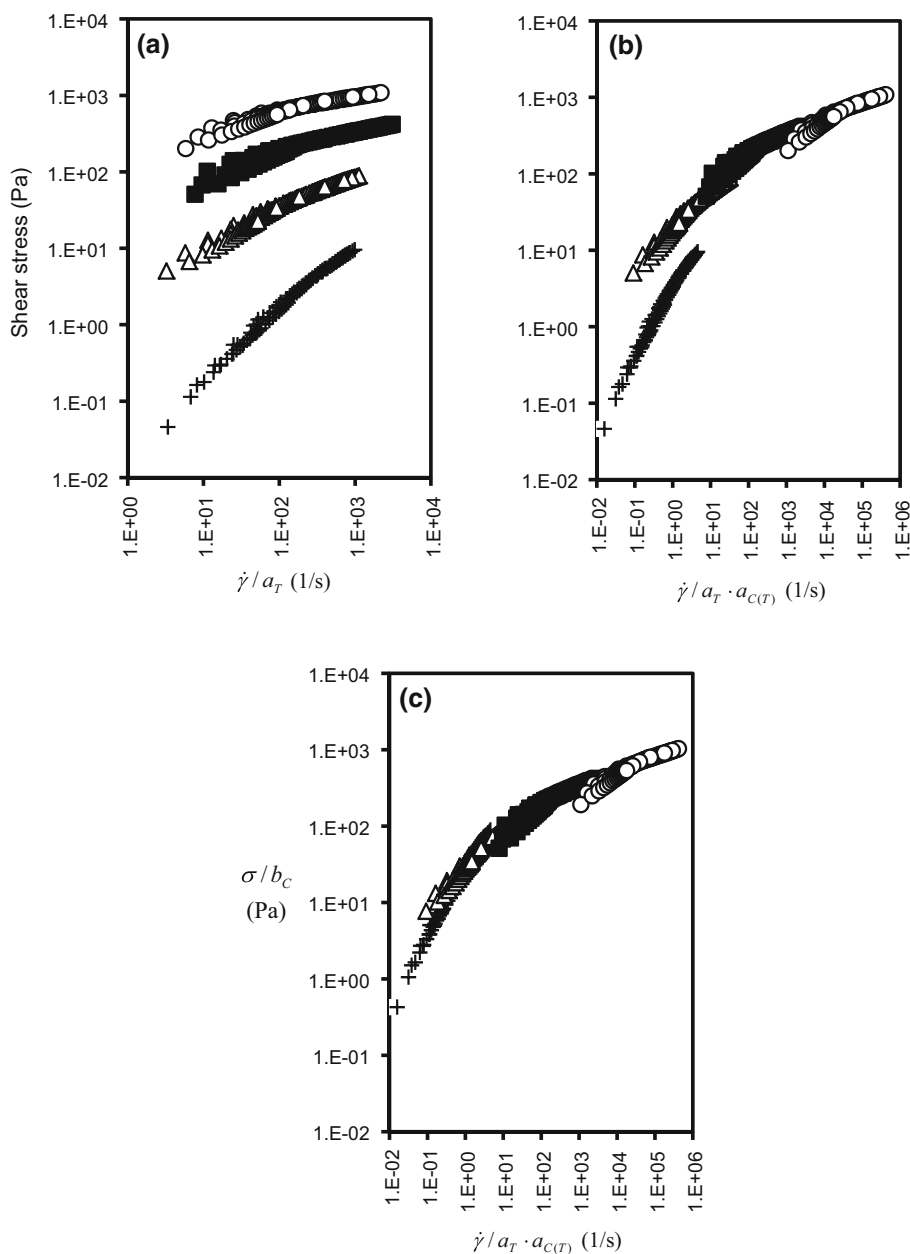 (a)
Shear stress (Pa)
1.E+04
1.E+03
1.E+02
1.E+01
1.E+00
1.E-01
1.E-02
1.E+00
1.E+01
1.E+02
1.E+03
1.E+04
γ̇ / a_T (1/s)
(b)
1.E+04
1.E+03
1.E+02
1.E+01
1.E+00
1.E-01
1.E-02
1.E-02
1.E-01
1.E+00
1.E+01
1.E+02
1.E+03
1.E+04
1.E+05
1.E+06
γ̇ / a_T · a_C(T) (1/s)
(c)
σ / b_C
(Pa)
1.E+04
1.E+03
1.E+02
1.E+01
1.E+00
1.E-01
1.E-02
1.E-02
1.E-01
1.E+00
1.E+01
1.E+02
1.E+03
1.E+04
1.E+05
1.E+06
γ̇ / a_T · a_C(T) (1/s)